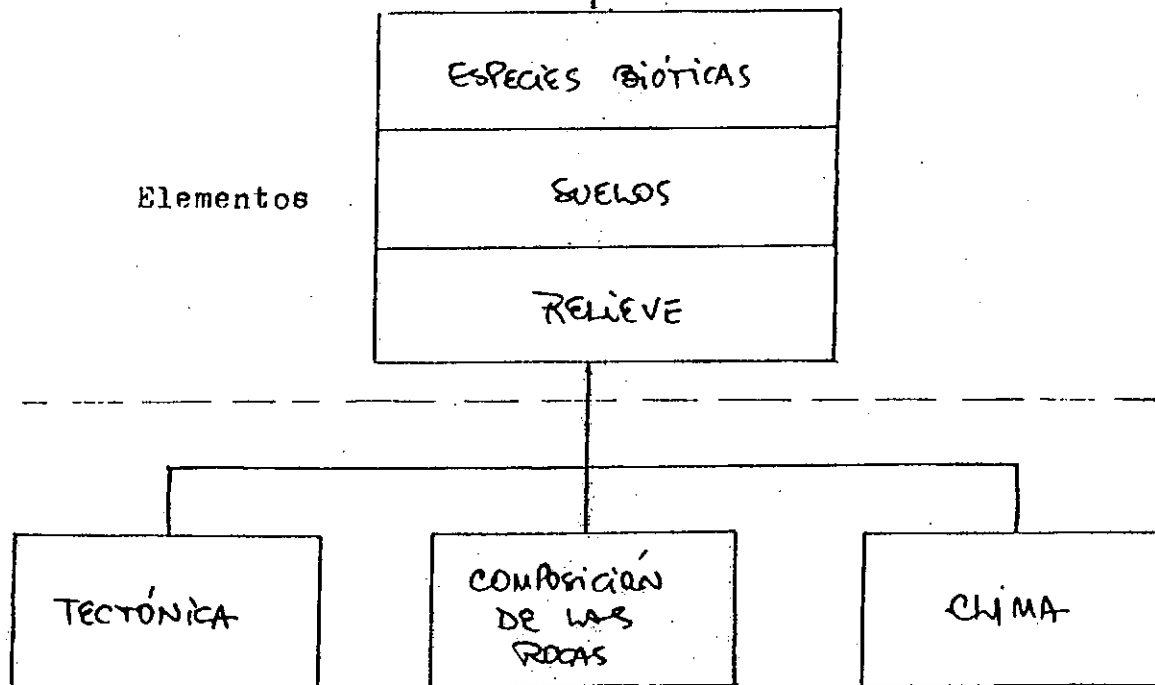 ESPECIES BIÓTICAS
Elementos
SUELOS
RELIEVE
TECTÓNICA
COMPOSICIÓN
DE LAS
ROCAS
CLIMA